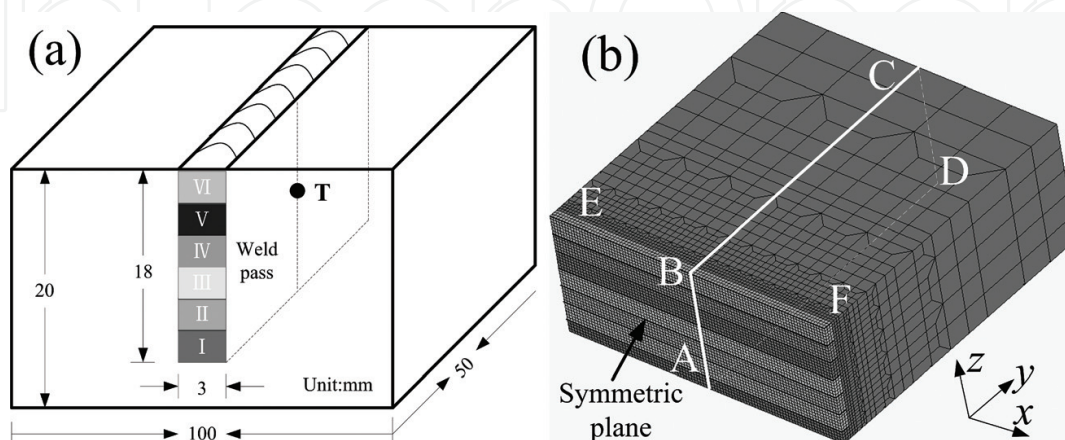 (a)
VI
V
IV
III
II
I
T
Weld
pass
18
20
3
Unit:mm
50
100
(b)
C
D
E
B
F
A
Symmetric
plane
z
y
x